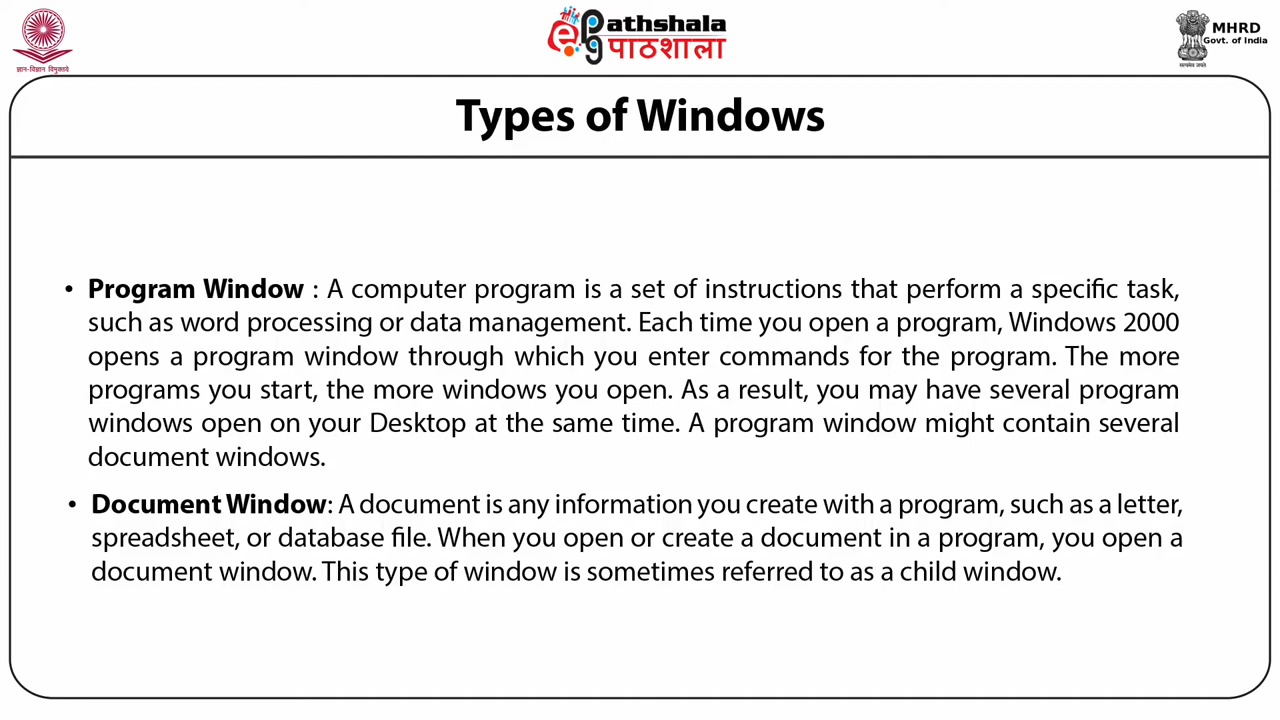 ज्ञान-विज्ञान विमुक्तये
epg
athshala
पाठशाला
MHRD
Govt. of India
सत्यमेव जयते
Types of Windows
• Program Window : A computer program is a set of instructions that perform a specific task,
such as word processing or data management. Each time you open a program, Windows 2000
opens a program window through which you enter commands for the program. The more
programs you start, the more windows you open. As a result, you may have several program
windows open on your Desktop at the same time. A program window might contain several
document windows.
• Document Window: A document is any information you create with a program, such as a letter,
spreadsheet, or database file. When you open or create a document in a program, you open a
document window. This type of window is sometimes referred to as a child window.